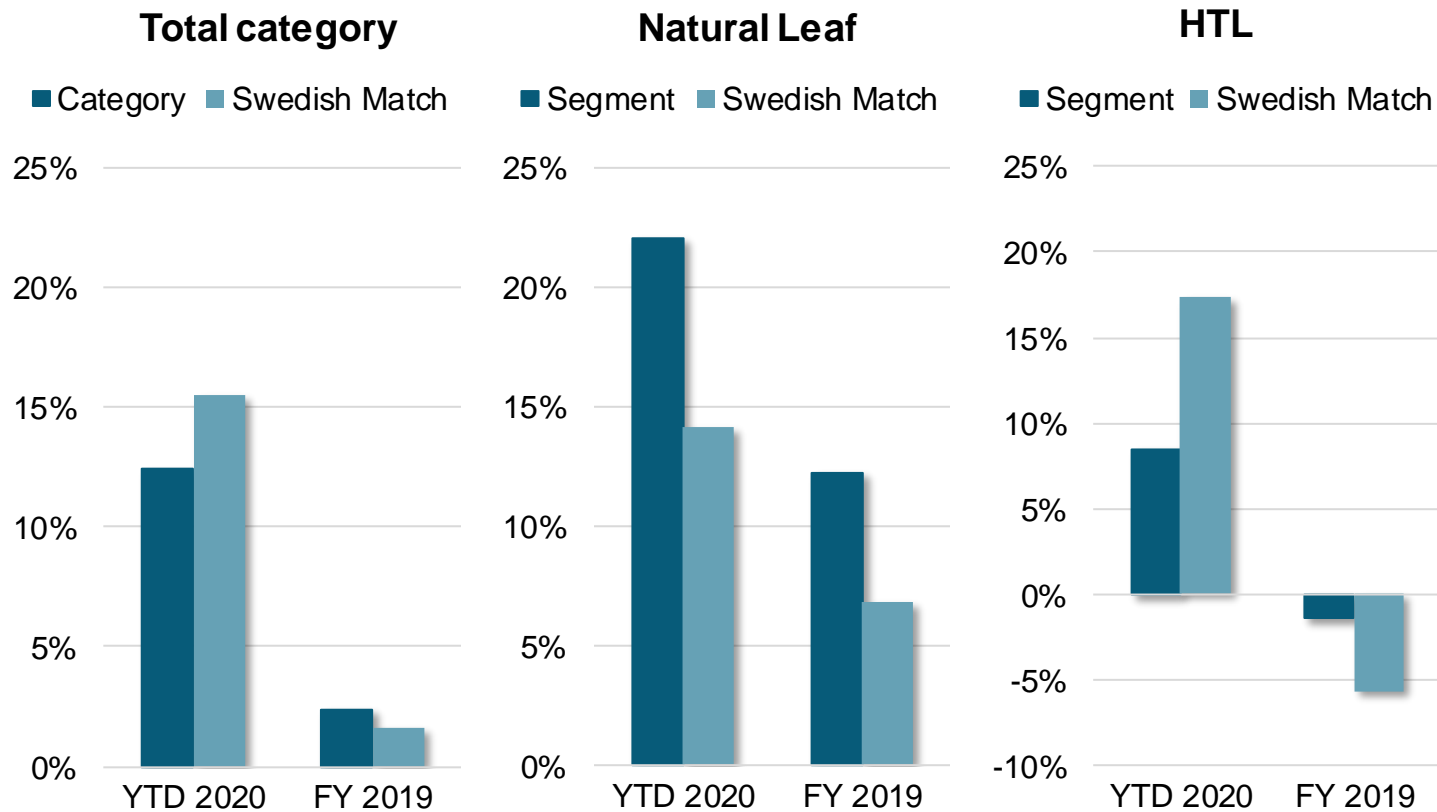 Total category
Category Swedish Match
25%
20%
15%
10%
5%
0%
YTD 2020 FY 2019
Natural Leaf
Segment Swedish Match
25%
20%
15%
10%
5%
0%
YTD 2020 FY 2019
HTL
Segment Swedish Match
25%
20%
15%
10%
5%
0%
-5%
-10%
YTD 2020 FY 2019